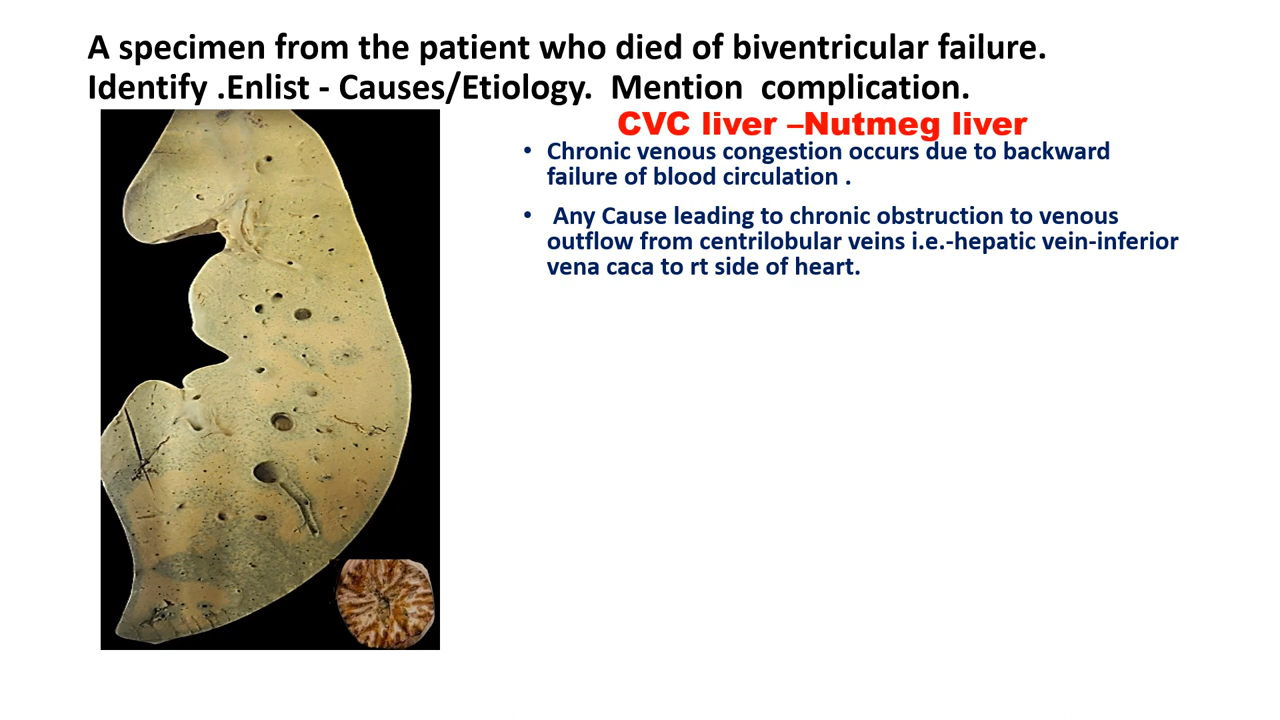 A specimen from the patient who died of biventricular failure.
Identify .Enlist - Causes/Etiology.  Mention  complication.
CVC liver –Nutmeg liver
• Chronic venous congestion occurs due to backward
failure of blood circulation .
•  Any Cause leading to chronic obstruction to venous
outflow from centrilobular veins i.e.-hepatic vein-inferior
vena caca to rt side of heart.